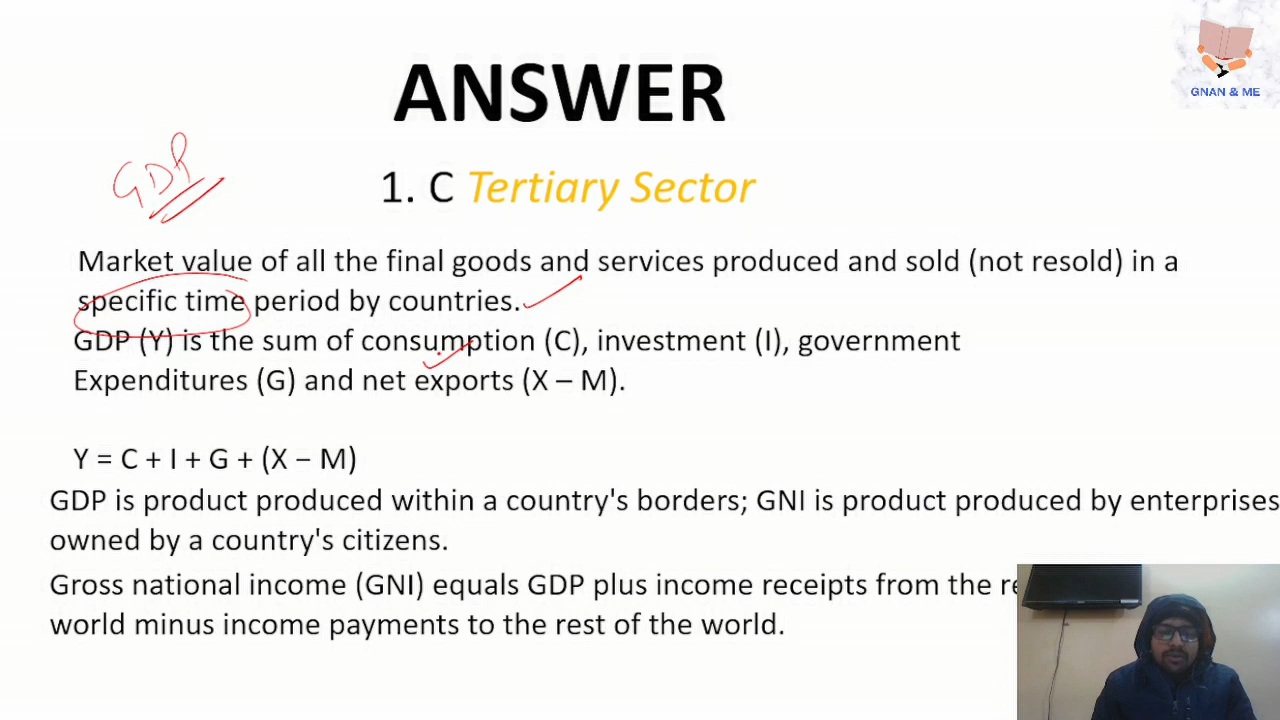 GNAN & ME
ANSWER
GDP
1. C Tertiary Sector
Market value of all the final goods and services produced and sold (not resold) in a
specific time period by countries.
GDP (Y) is the sum of consumption (C), investment (I), government
Expenditures (G) and net exports (X – M).
Y = C + I + G + (X − M)
GDP is product produced within a country's borders; GNI is product produced by enterprises
owned by a country's citizens.
Gross national income (GNI) equals GDP plus income receipts from the
world minus income payments to the rest of the world.